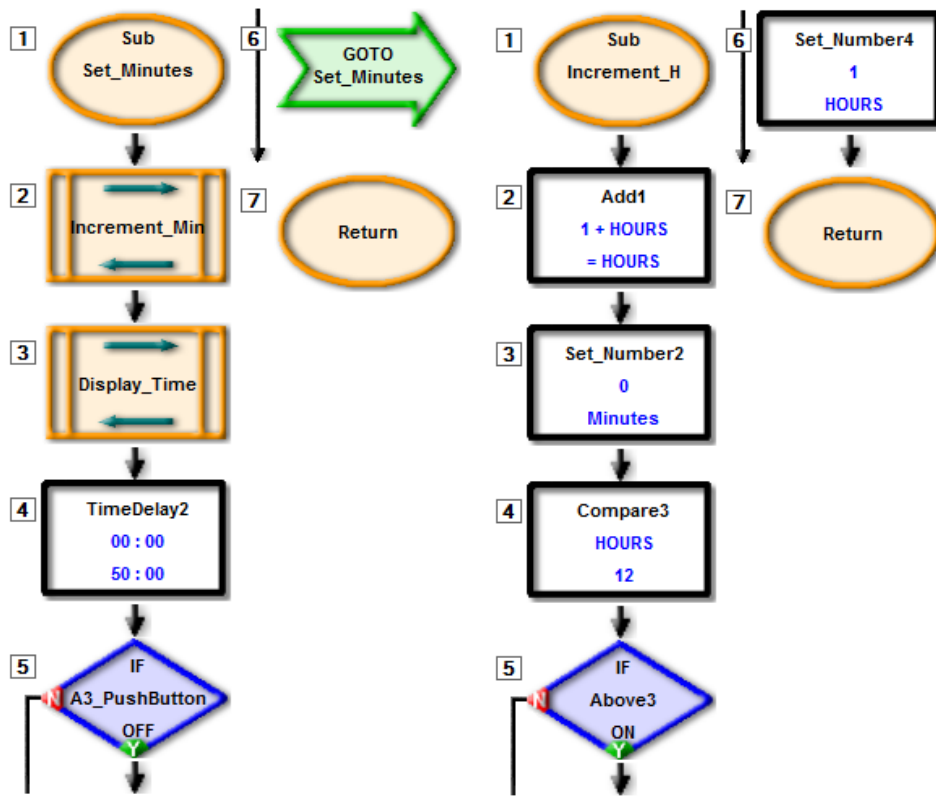 1
Sub
Set_Minutes
2
Increment_Min
3
Display_Time
4
TimeDelay2
00 : 00
50 : 00
5
IF
A3_PushButton
OFF
N
Y
6
GOTO
Set_Minutes
7
Return
1
Sub
Increment_H
2
Add1
1 + HOURS
= HOURS
3
Set_Number2
0
Minutes
4
Compare3
HOURS
12
5
IF
Above3
ON
N
Y
6
Set_Number4
1
HOURS
7
Return